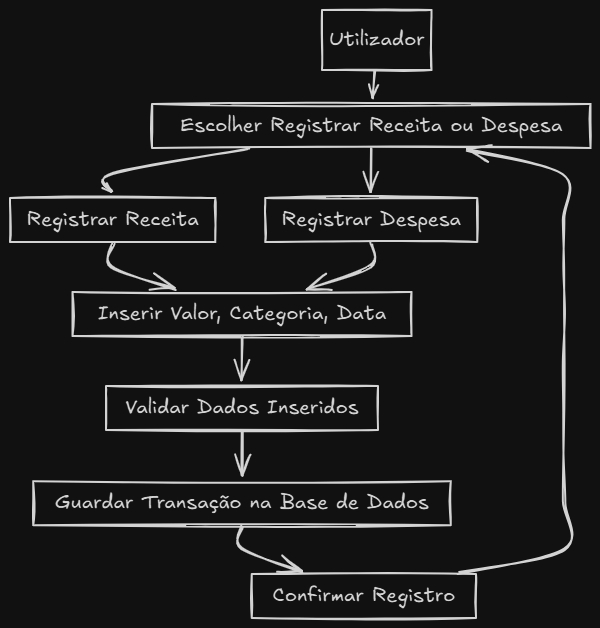 Utilizador
Escolher Registrar Receita ou Despesa
Registrar Receita
Registrar Despesa
Inserir Valor, Categoria, Data
Validar Dados Inseridos
Guardar Transação na Base de Dados
Confirmar Registro